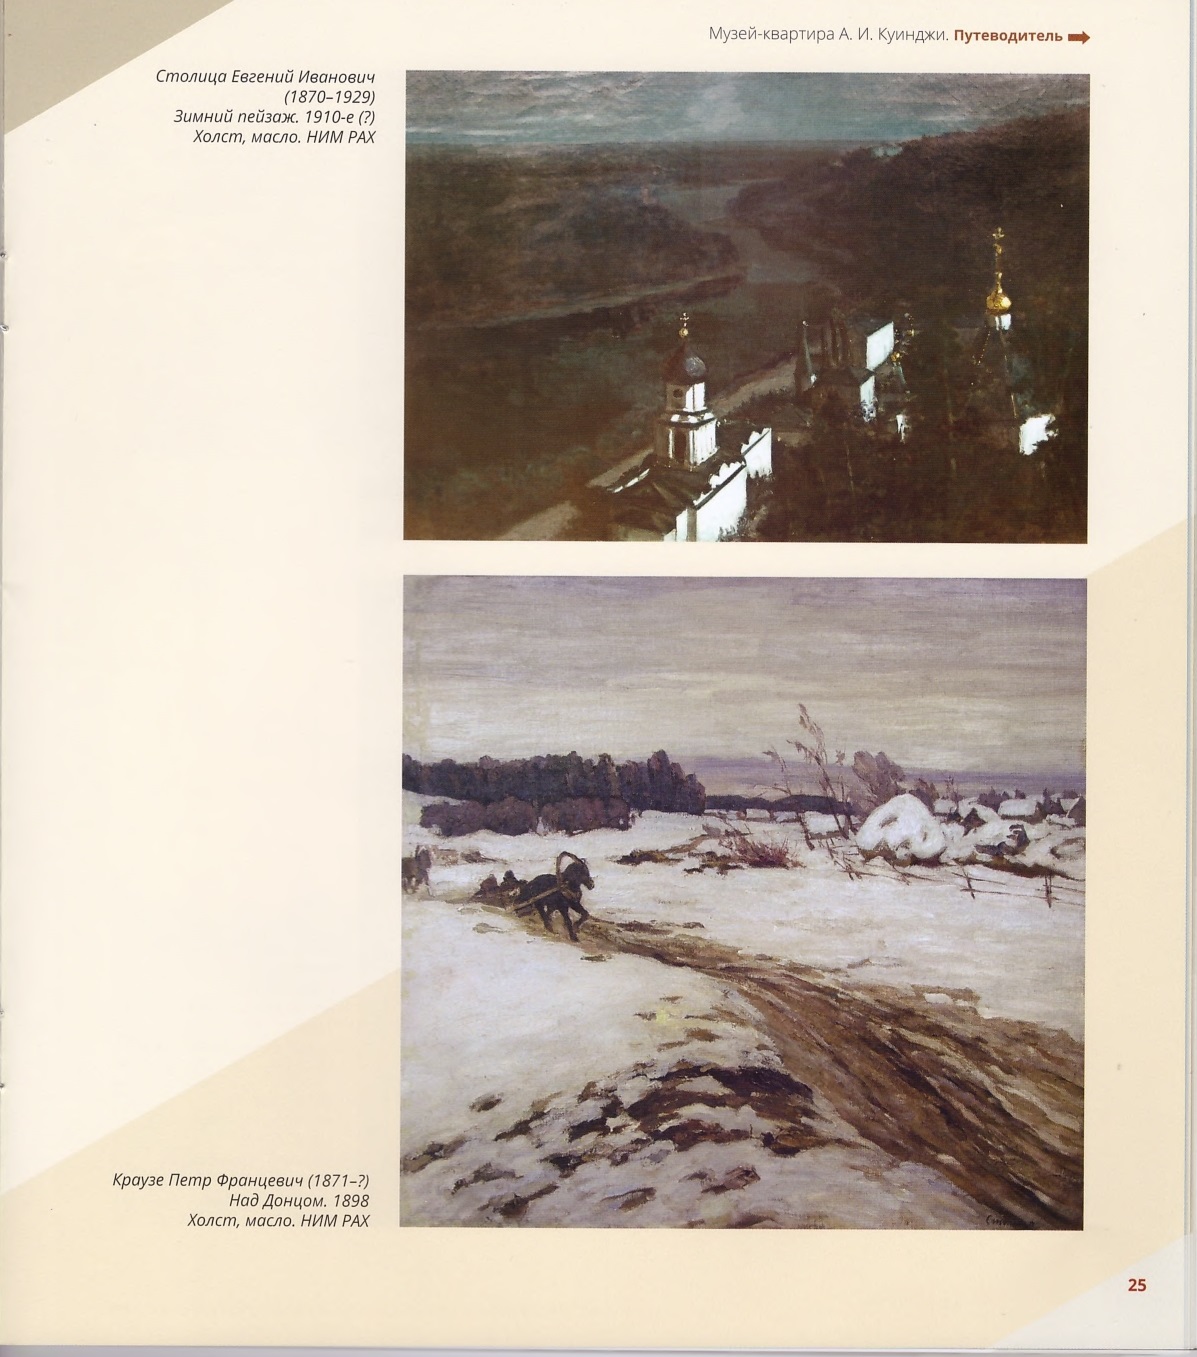 Музей-квартира А. И. Куинджи. Путеводитель
Столица Евгений Иванович
(1870–1929)
Зимний пейзаж. 1910-е (?)
Холст, масло. НИМ РАХ
Краузе Петр Францевич (1871–?)
Над Донцом. 1898
Холст, масло. НИМ РАХ
25